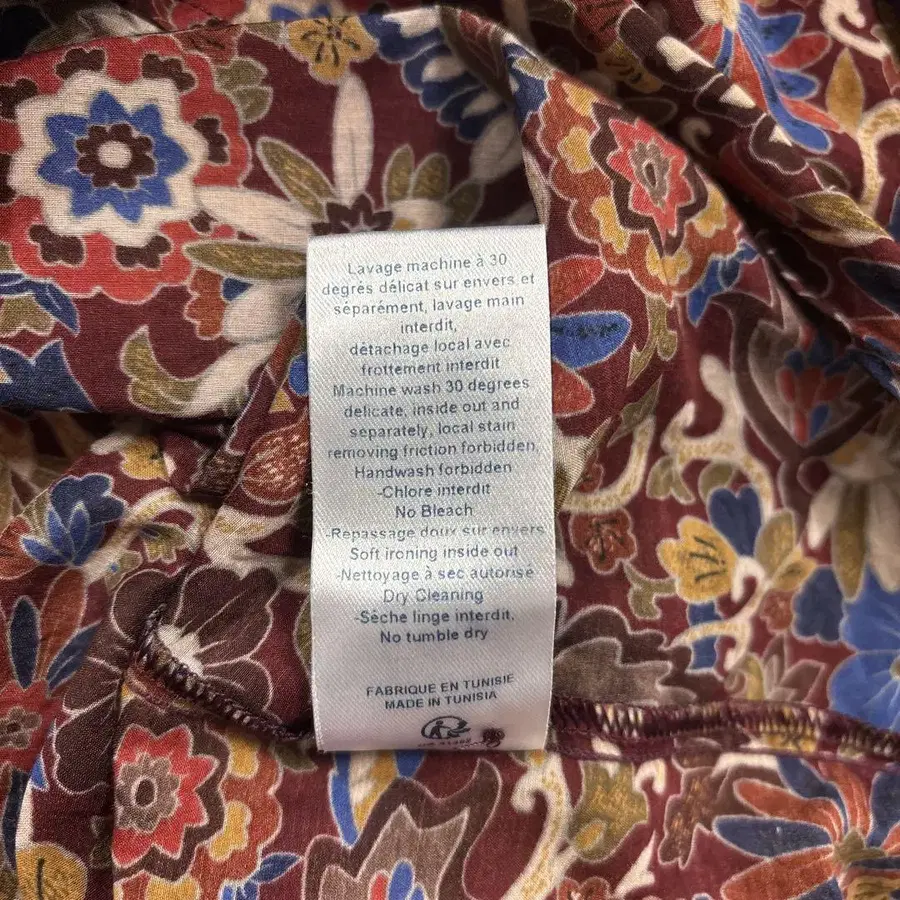 Lavage machine à 30
degrés délicat sur envers et
séparément, lavage main
interdit,
détachage local avec
frottement interdit
Machine wash 30 degrees
delicate, inside out and
separately, local stain
removing friction forbidden,
Handwash forbidden
-Chlore interdit
No Bleach
-Repassage doux sur envers
Soft ironing inside out
-Nettoyage à sec autorisé
Dry Cleaning
-Sèche linge interdit,
No tumble dry
FABRIQUE EN TUNISIE
MADE IN TUNISIA